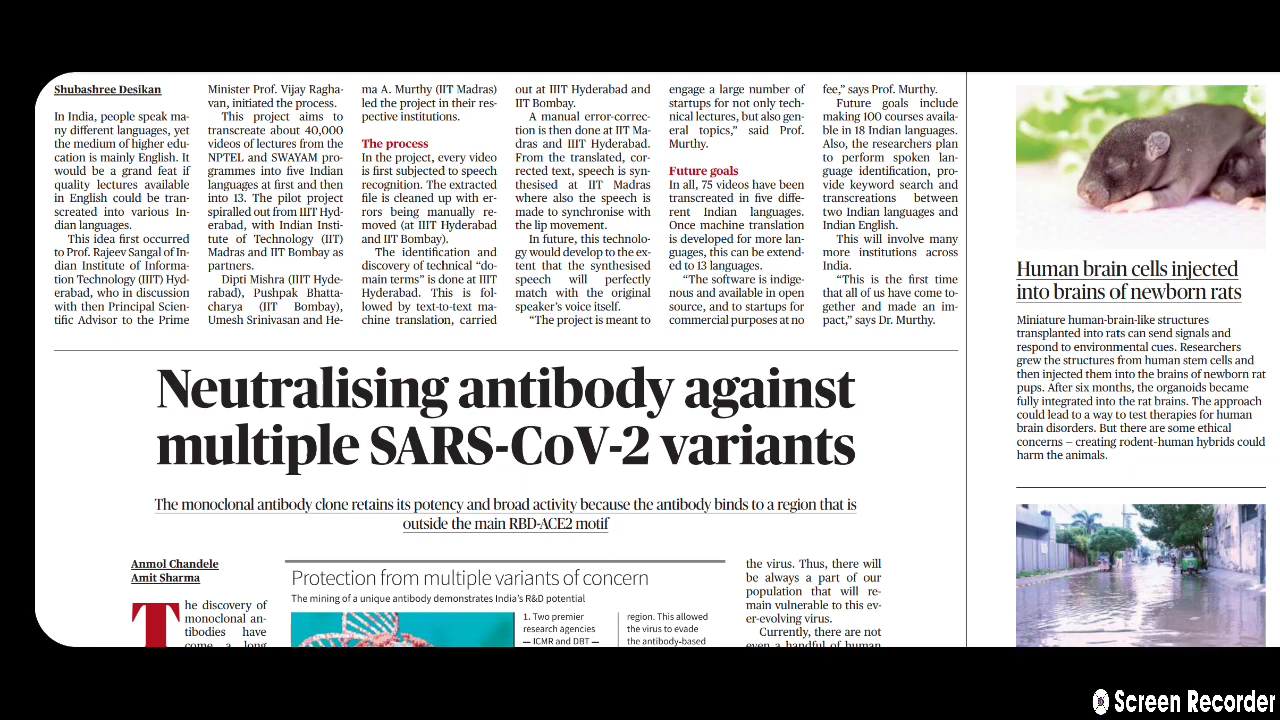 Shubashree Desikan
In India, people speak ma-
ny different languages, yet
the medium of higher edu-
cation is mainly English. It
would be a grand feat if
quality lectures available
in English could be tran-
screated into various In-
dian languages.
This idea first occurred
to Prof. Rajeev Sangal of In-
dian Institute of Informa-
tion Technology (IIIT) Hyd-
erabad, who in discussion
with then Principal Scien-
tific Advisor to the Prime
Minister Prof. Vijay Ragha-
van, initiated the process.
This project aims to
transcreate about 40,000
videos of lectures from the
NPTEL and SWAYAM pro-
grammes into five Indian
languages at first and then
into 13. The pilot project
spiralled out from IIIT Hyd-
erabad, with Indian Insti-
tute of Technology (IIT)
Madras and IIT Bombay as
partners.
Dipti Mishra (IIIT Hyde-
rabad), Pushpak Bhatta-
charya (IIT Bombay),
Umesh Srinivasan and He-
ma A. Murthy (IIT Madras)
led the project in their res-
pective institutions.
The process
In the project, every video
is first subjected to speech
recognition. The extracted
file is cleaned up with er-
rors being manually re-
moved (at IIIT Hyderabad
and IIT Bombay).
The identification and
discovery of technical “do-
main terms” is done at IIIT
Hyderabad. This is fol-
lowed by text-to-text ma-
chine translation, carried
out at IIIT Hyderabad and
IIT Bombay.
A manual error-correc-
tion is then done at IIT Ma-
dras and IIIT Hyderabad.
From the translated, cor-
rected text, speech is syn-
thesised at IIT Madras
where also the speech is
made to synchronise with
the lip movement.
In future, this technolo-
gy would develop to the ex-
tent that the synthesised
speech will perfectly
match with the original
speaker’s voice itself.
“The project is meant to
engage a large number of
startups for not only tech-
nical lectures, but also gen-
eral topics,” said Prof.
Murthy.
Future goals
In all, 75 videos have been
transcreated in five diffe-
rent Indian languages.
Once machine translation
is developed for more lan-
guages, this can be extend-
ed to 13 languages.
“The software is indige-
nous and available in open
source, and to startups for
commercial purposes at no
fee,” says Prof. Murthy.
Future goals include
making 100 courses availa-
ble in 18 Indian languages.
Also, the researchers plan
to perform spoken lan-
guage identification, pro-
vide keyword search and
transcreations between
two Indian languages and
Indian English.
This will involve many
more institutions across
India.
“This is the first time
that all of us have come to-
gether and made an im-
pact,” says Dr. Murthy.
Human brain cells injected
into brains of newborn rats
Miniature human-brain-like structures
transplanted into rats can send signals and
respond to environmental cues. Researchers
grew the structures from human stem cells and
then injected them into the brains of newborn rat
pups. After six months, the organoids became
fully integrated into the rat brains. The approach
could lead to a way to test therapies for human
brain disorders. But there are some ethical
concerns – creating rodent-human hybrids could
harm the animals.
Neutralising antibody against
multiple SARS-CoV-2 variants
The monoclonal antibody clone retains its potency and broad activity because the antibody binds to a region that is
outside the main RBD-ACE2 motif
Anmol Chandele
Amit Sharma
The discovery of
monoclonal an-
tibodies have
come a long
Protection from multiple variants of concern
The mining of a unique antibody demonstrates India’s R&D potential
1. Two premier
research agencies
— ICMR and DBT —
region. This allowed
the virus to evade
the antibody-based
the virus. Thus, there will
be always a part of our
population that will re-
main vulnerable to this ev-
er-evolving virus.
Currently, there are not
even a handful of human
Screen Recorder